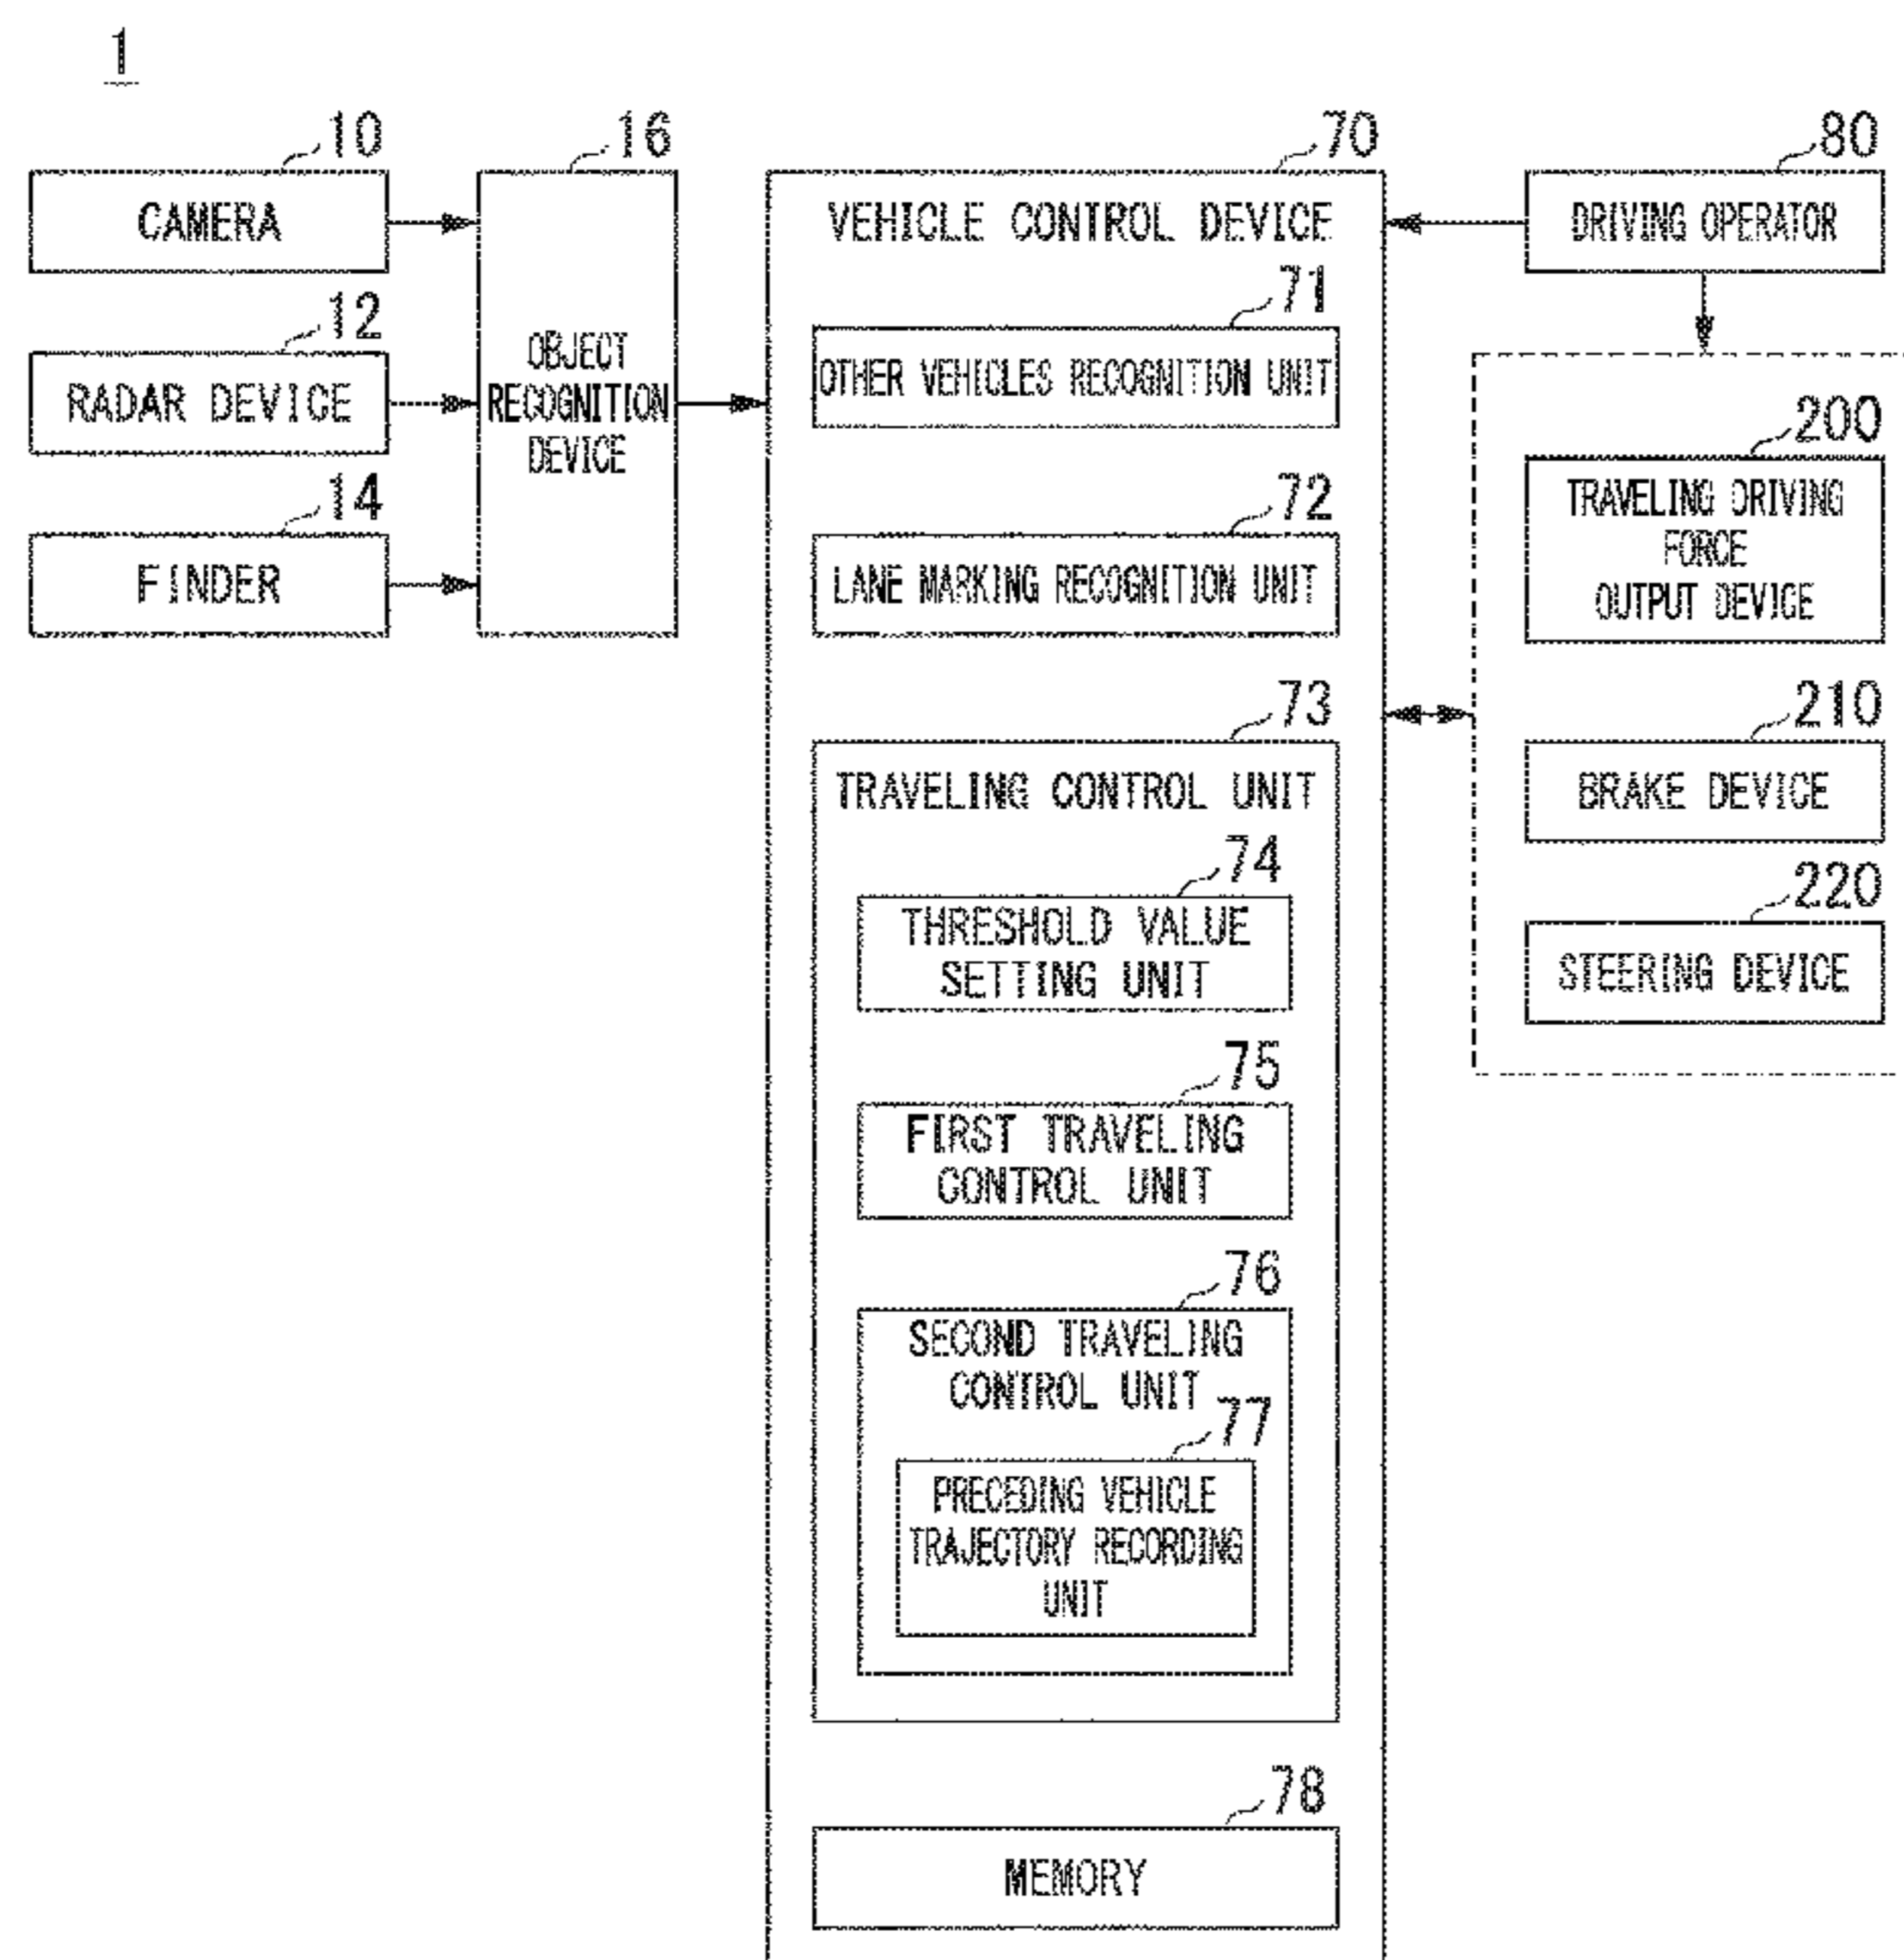 1
10
CAMERA
12
RADAR DEVICE
14
FINDER
16
OBJECT
RECOGNITION
DEVICE
70
VEHICLE CONTROL DEVICE
71
OTHER VEHICLES RECOGNITION UNIT
72
LANE MARKING RECOGNITION UNIT
73
TRAVELING CONTROL UNIT
74
THRESHOLD VALUE
SETTING UNIT
75
FIRST TRAVELING
CONTROL UNIT
76
SECOND TRAVELING
CONTROL UNIT
77
PRECEDING VEHICLE
TRAJECTORY RECORDING
UNIT
78
MEMORY
80
DRIVING OPERATOR
200
TRAVELING DRIVING
FORCE
OUTPUT DEVICE
210
BRAKE DEVICE
220
STEERING DEVICE